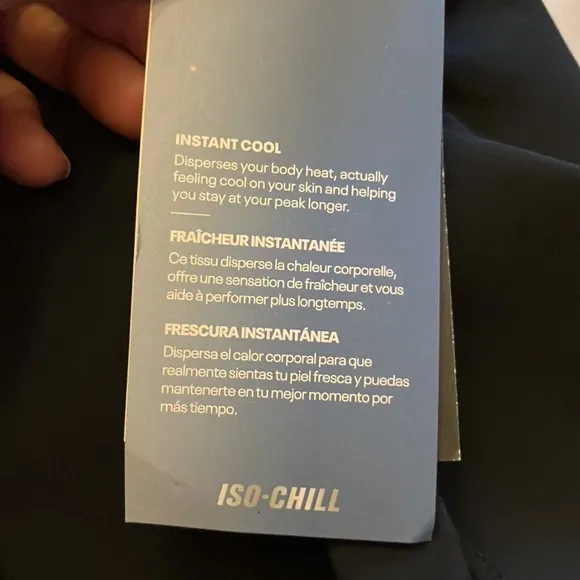 INSTANT COOL
Disperses your body heat, actually
feeling cool on your skin and helping
you stay at your peak longer.
FRAÎCHEUR INSTANTANÉE
Ce tissu disperse la chaleur corporelle,
offre une sensation de fraîcheur et vous
aide à performer plus longtemps.
FRESCURA INSTANTÁNEA
Dispersa el calor corporal para que
realmente sientas tu piel fresca y puedas
mantenerte en tu mejor momento por
más tiempo.
ISO-CHILL